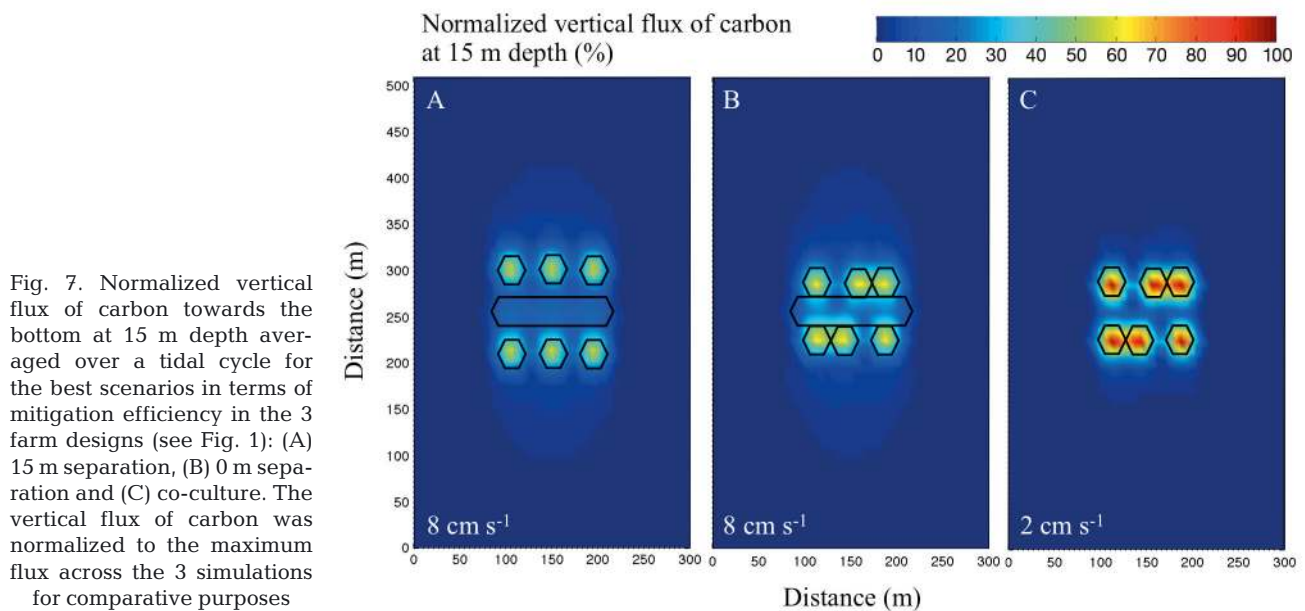 Normalized vertical flux of carbon
at 15 m depth (%)
0 10 20 30 40 50 60 70 80 90 100
A
B
C
500
450
400
350
300
250
200
150
100
50
0
Distance (m)
8 cm s⁻¹
8 cm s⁻¹
2 cm s⁻¹
0 50 100 150 200 250 300
0 50 100 150 200 250 300
0 50 100 150 200 250 300
Distance (m)
Fig. 7. Normalized vertical
flux of carbon towards the
bottom at 15 m depth aver-
aged over a tidal cycle for
the best scenarios in terms of
mitigation efficiency in the 3
farm designs (see Fig. 1): (A)
15 m separation, (B) 0 m sepa-
ration and (C) co-culture. The
vertical flux of carbon was
normalized to the maximum
flux across the 3 simulations
for comparative purposes